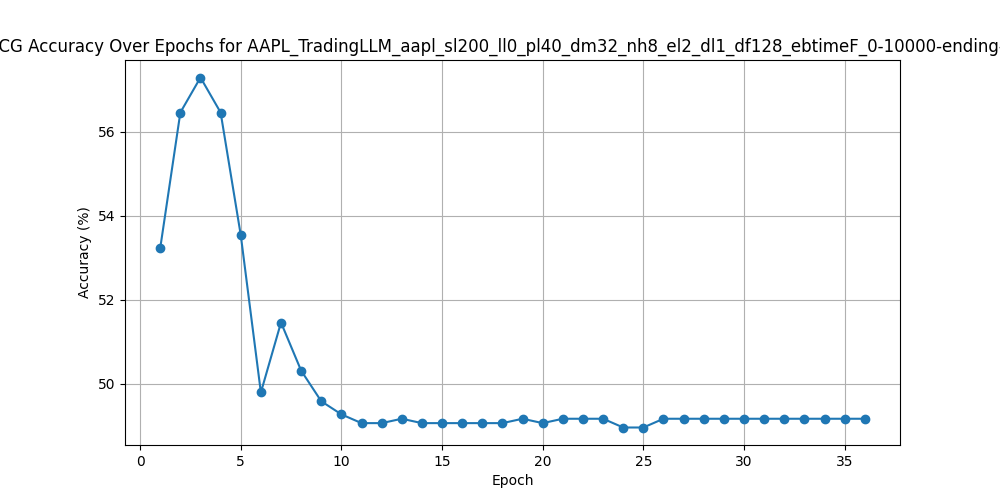 CG Accuracy Over Epochs for AAPL_TradingLLM_aapl_sl200_ll0_pl40_dm32_nh8_el2_dl1_df128_ebtimeF_0-10000-ending
56
54
52
50
Accuracy (%)
0 5 10 15 20 25 30 35
Epoch